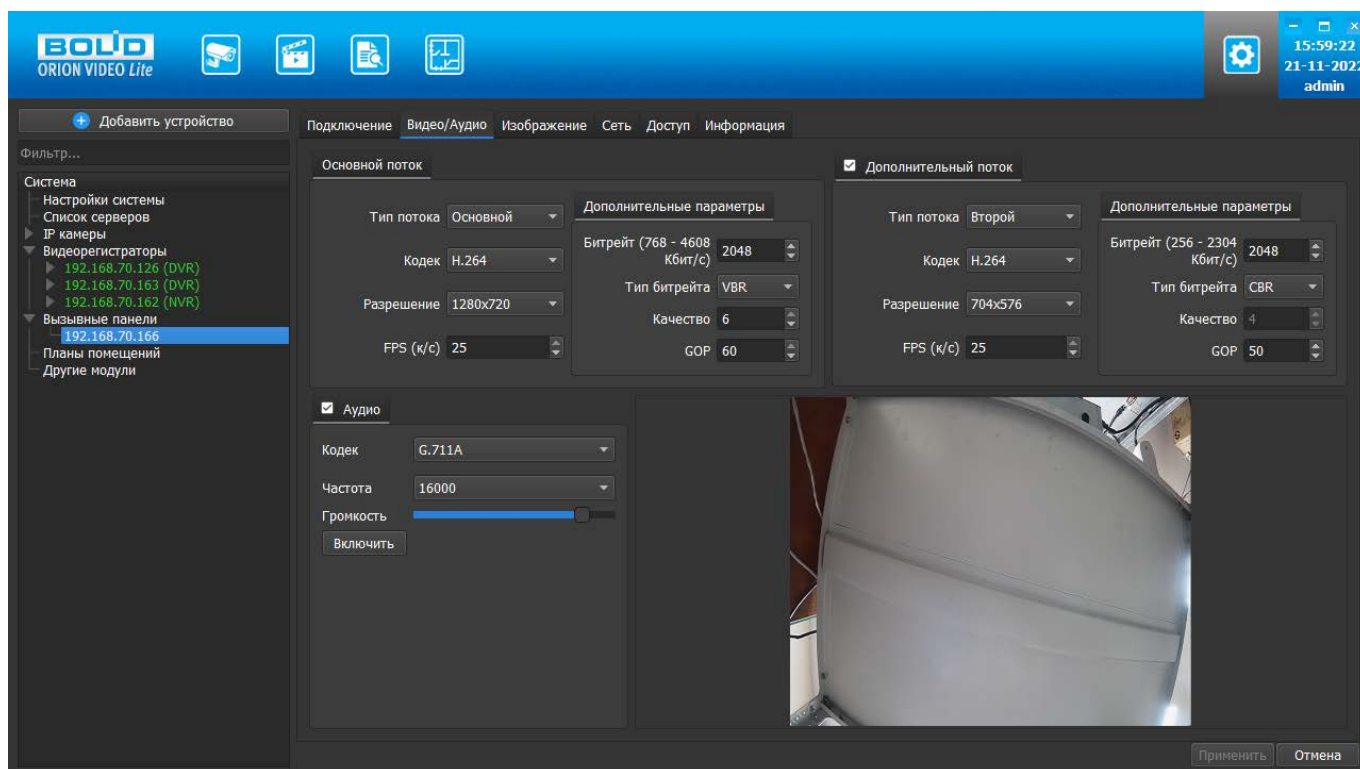 BOLID
ORION VIDEO Lite
15:59:22
21-11-2022
admin
Добавить устройство
Фильтр...
Система
Настройки системы
Список серверов
IP камеры
Видеорегистраторы
192.168.70.126 (DVR)
192.168.70.163 (DVR)
192.168.70.162 (NVR)
Вызывные панели
192.168.70.166
Планы помещений
Другие модули
Подключение Видео/Аудио Изображение Сеть Доступ Информация
Основной поток
Тип потока Основной
Кодек H.264
Разрешение 1280x720
FPS (к/с) 25
Дополнительные параметры
Битрейт (768 - 4608
Кбит/с) 2048
Тип битрейта VBR
Качество 6
GOP 60
Дополнительный поток
Тип потока Второй
Кодек H.264
Разрешение 704x576
FPS (к/с) 25
Дополнительные параметры
Битрейт (256 - 2304
Кбит/с) 2048
Тип битрейта CBR
Качество 4
GOP 50
Аудио
Кодек G.711A
Частота 16000
Громкость
Включить
Применить Отмена